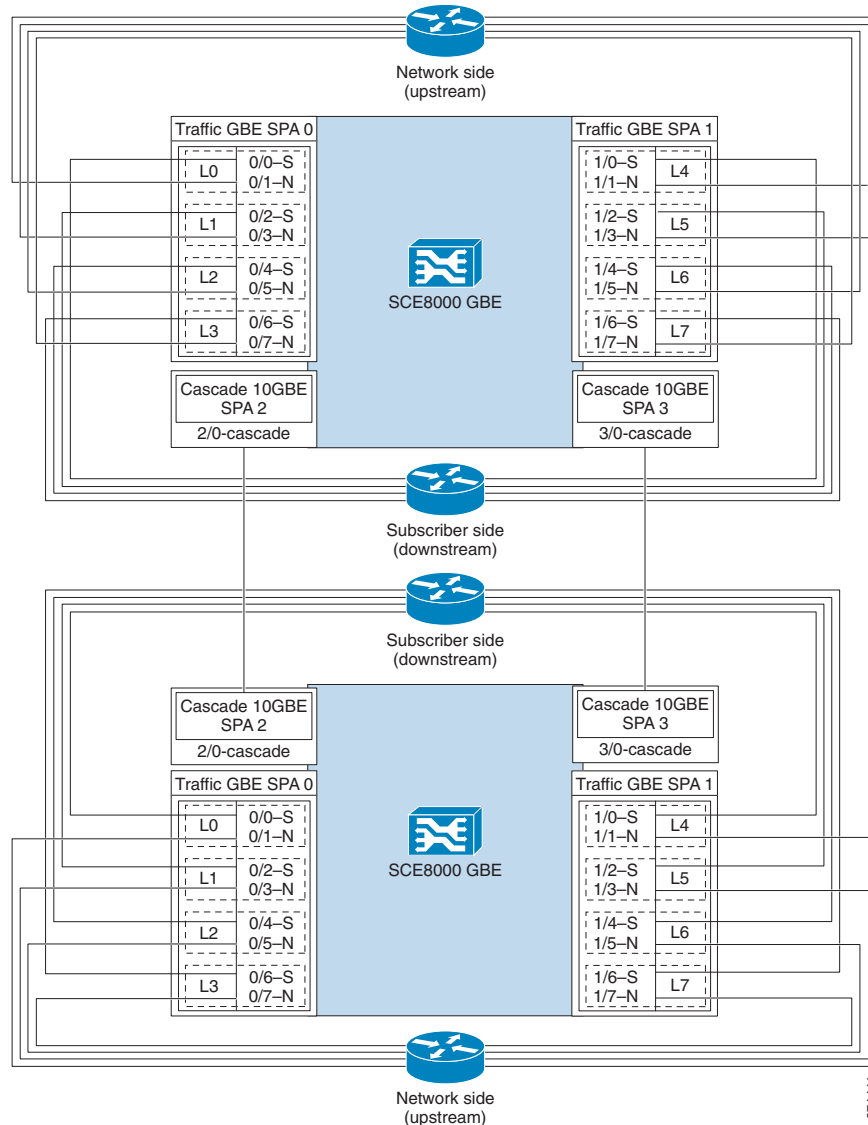 Network side
(upstream)
Traffic GBE SPA 0
L0
0/0–S
0/1–N
L1
0/2–S
0/3–N
L2
0/4–S
0/5–N
L3
0/6–S
0/7–N
Cascade 10GBE
SPA 2
2/0-cascade
SCE8000 GBE
Traffic GBE SPA 1
1/0–S
1/1–N
L4
1/2–S
1/3–N
L5
1/4–S
1/5–N
L6
1/6–S
1/7–N
L7
Cascade 10GBE
SPA 3
3/0-cascade
Subscriber side
(downstream)
Subscriber side
(downstream)
Cascade 10GBE
SPA 2
2/0-cascade
Traffic GBE SPA 0
L0
0/0–S
0/1–N
L1
0/2–S
0/3–N
L2
0/4–S
0/5–N
L3
0/6–S
0/7–N
SCE8000 GBE
Cascade 10GBE
SPA 3
3/0-cascade
Traffic GBE SPA 1
1/0–S
1/1–N
L4
1/2–S
1/3–N
L5
1/4–S
1/5–N
L6
1/6–S
1/7–N
L7
Network side
(upstream)